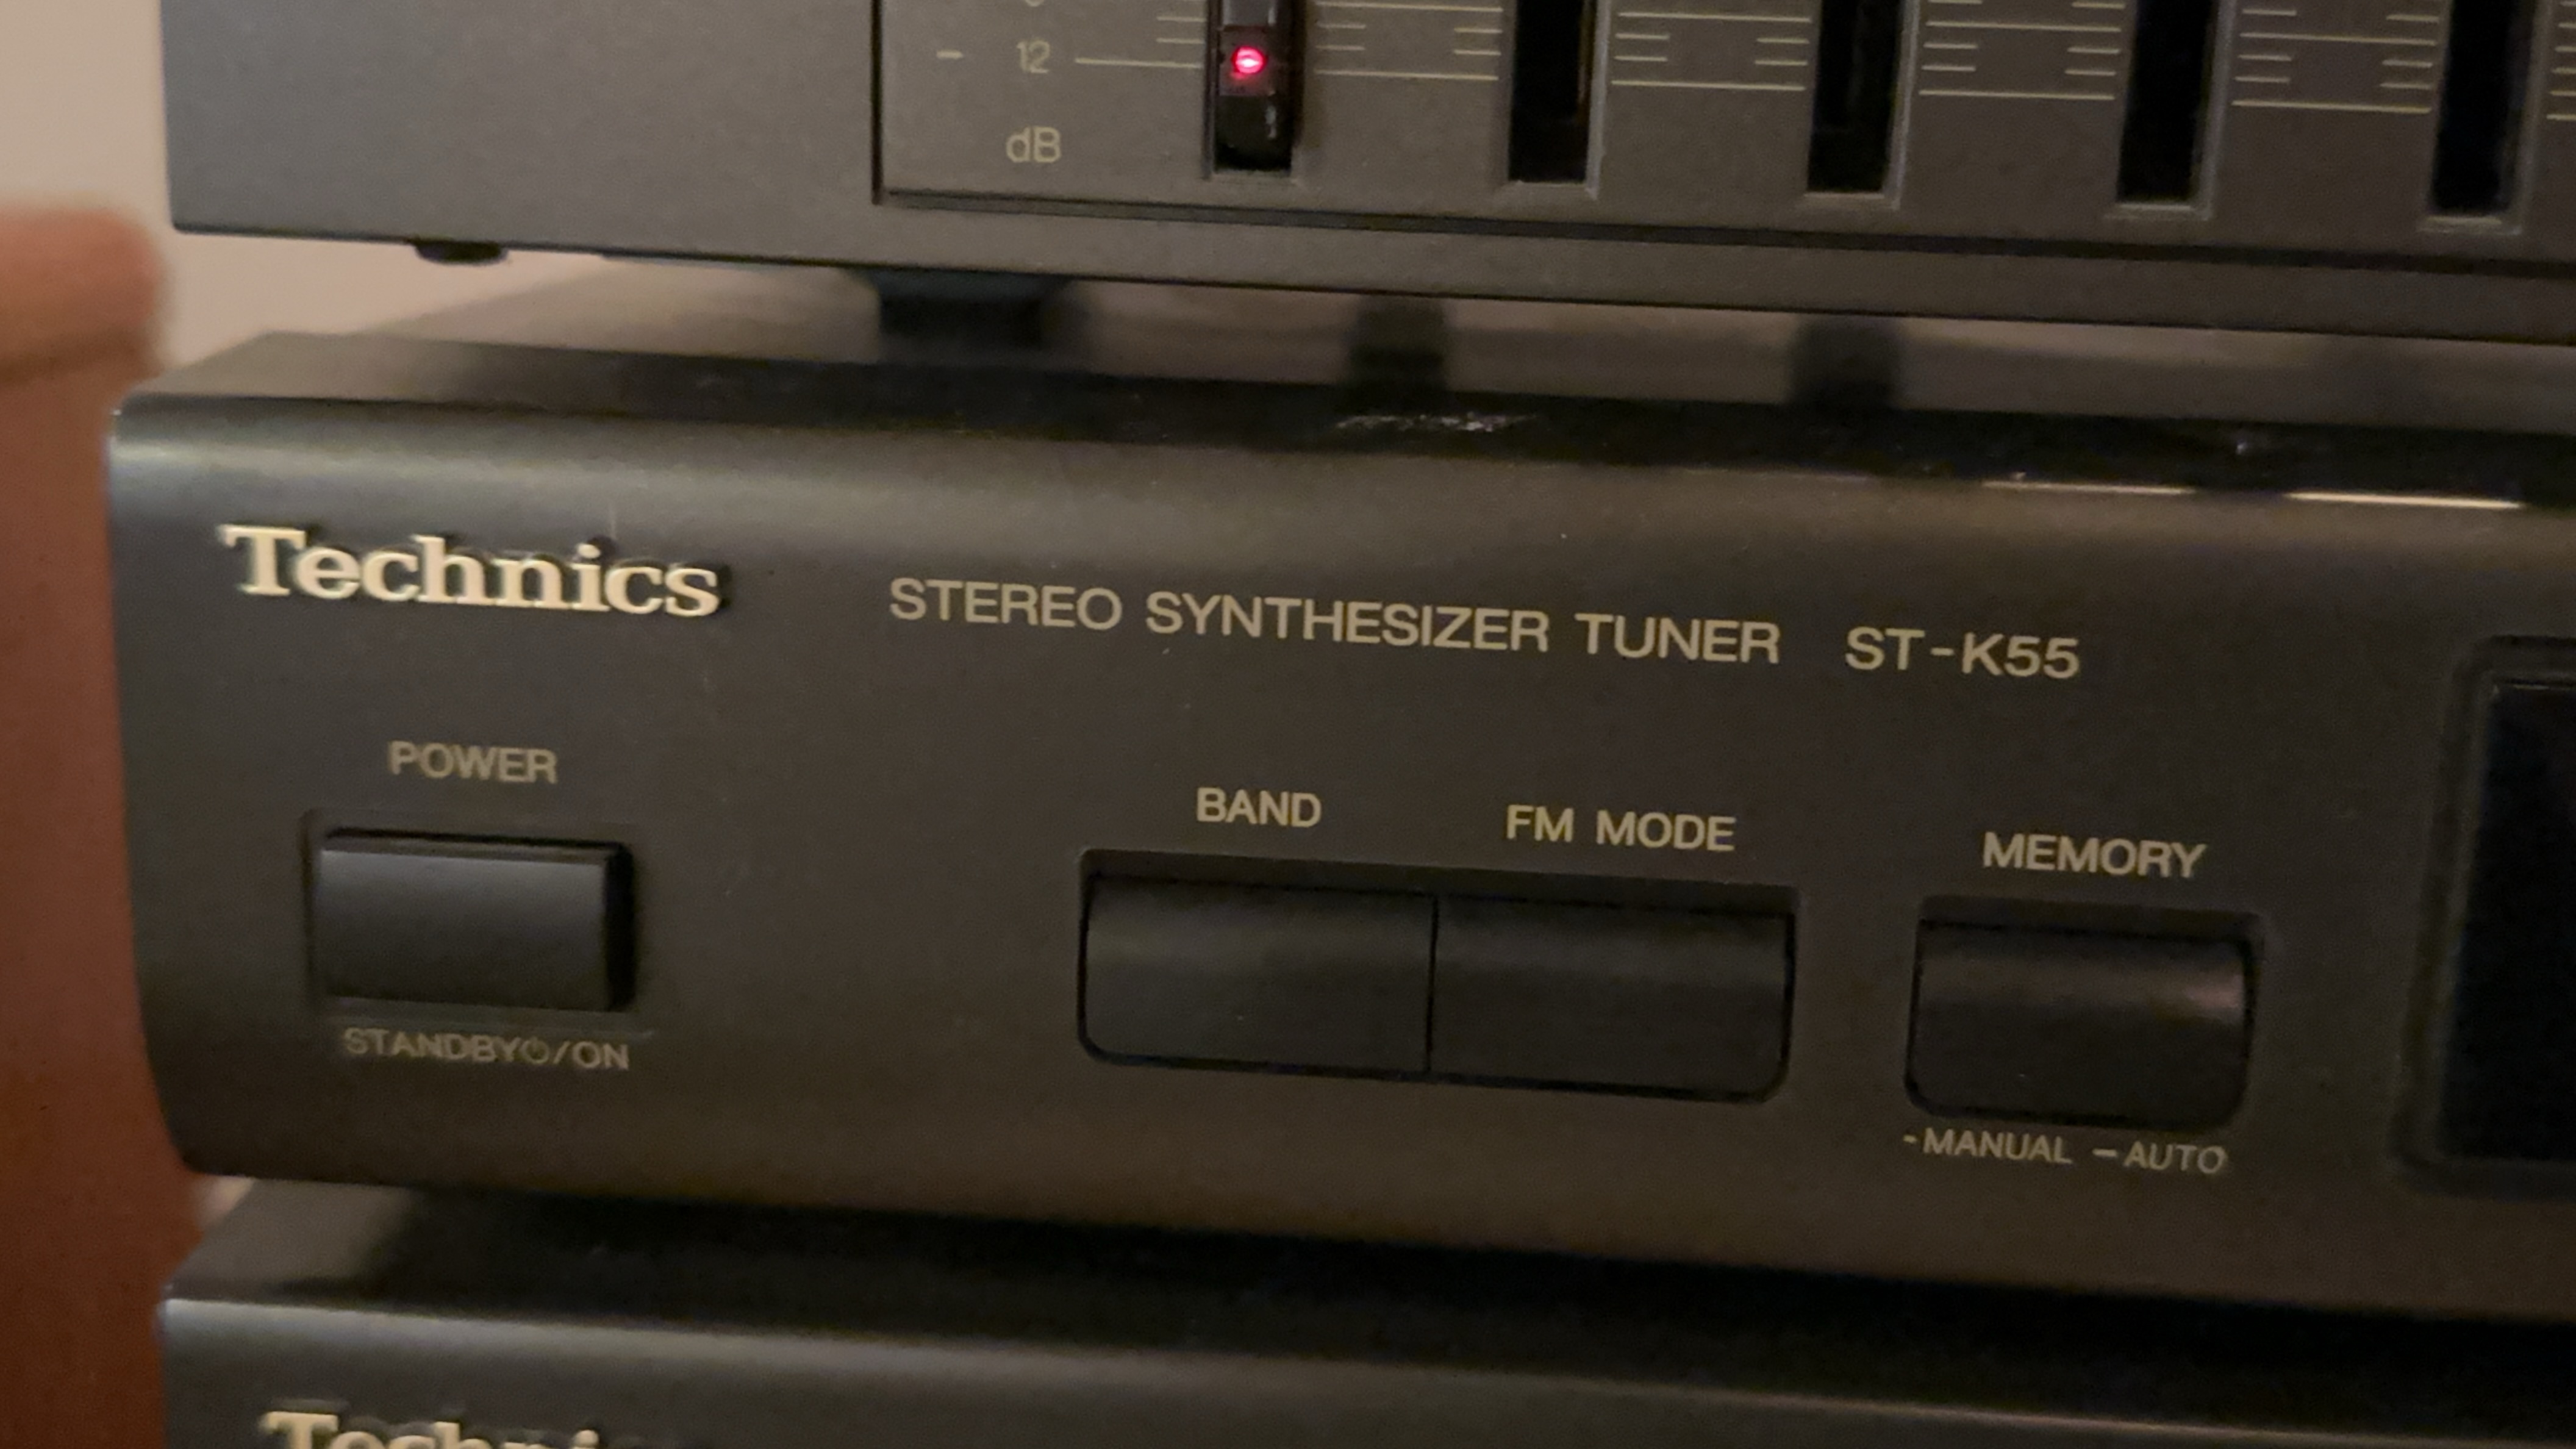 - 12
dB
Technics
STEREO SYNTHESIZER TUNER ST-K55
POWER
BAND
FM MODE
MEMORY
STANDBY⏻/ON
-MANUAL —AUTO